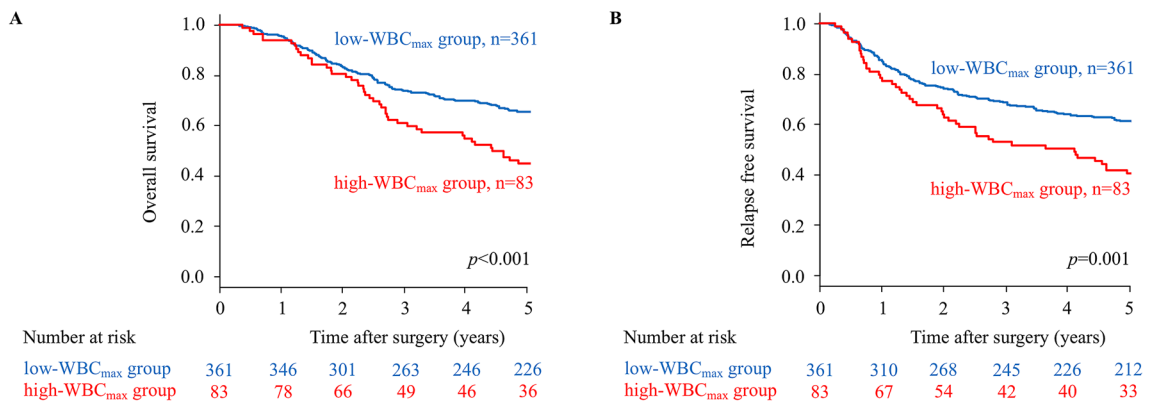 A
1.0
0.8
0.6
0.4
0.2
0.0
Overall survival
low-WBCmax group, n=361
high-WBCmax group, n=83
p<0.001
0 1 2 3 4 5
Number at risk Time after surgery (years)
low-WBCmax group 361 346 301 263 246 226
high-WBCmax group 83 78 66 49 46 36
B
1.0
0.8
0.6
0.4
0.2
0.0
Relapse free survival
low-WBCmax group, n=361
high-WBCmax group, n=83
p=0.001
0 1 2 3 4 5
Number at risk Time after surgery (years)
low-WBCmax group 361 310 268 245 226 212
high-WBCmax group 83 67 54 42 40 33